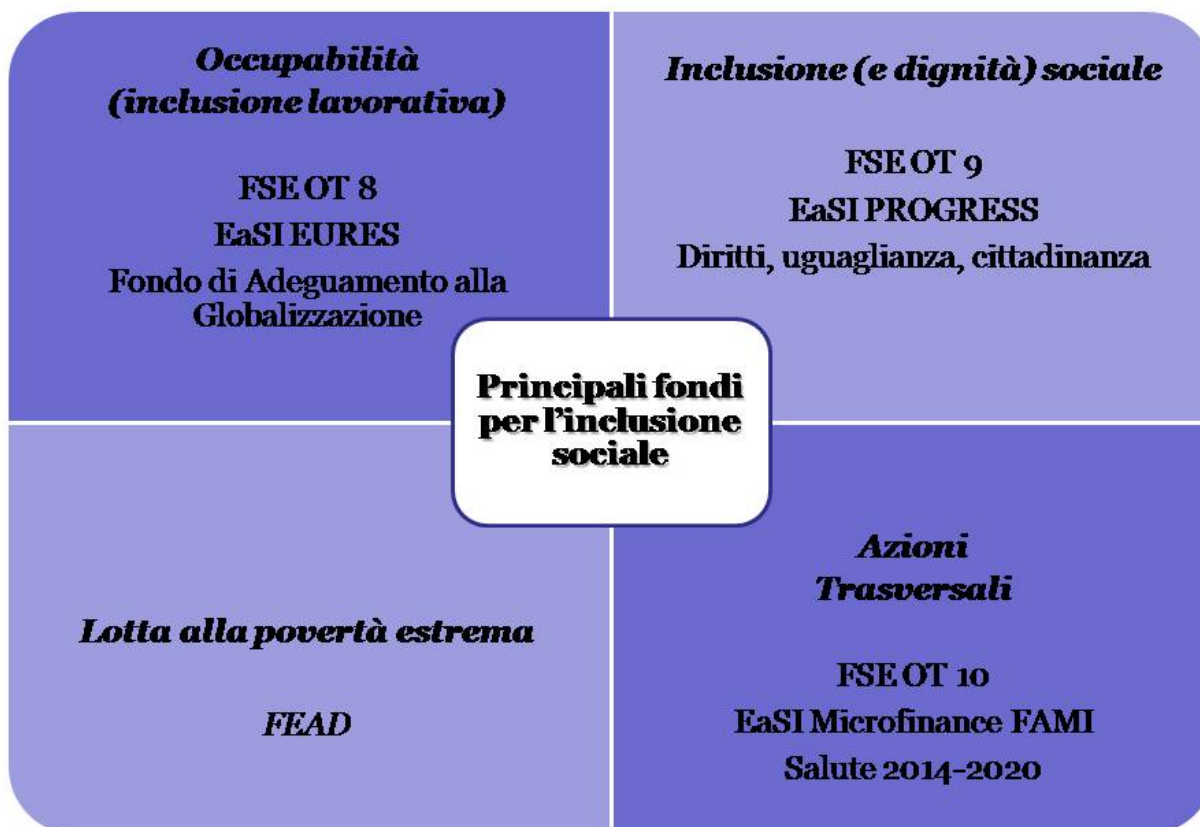 Occupabilità
(inclusione lavorativa)
FSE OT 8
EaSI EURES
Fondo di Adeguamento alla
Globalizzazione
Inclusione (e dignità) sociale
FSE OT 9
EaSI PROGRESS
Diritti, uguaglianza, cittadinanza
Principali fondi
per l’inclusione
sociale
Lotta alla povertà estrema
FEAD
Azioni
Trasversali
FSE OT 10
EaSI Microfinance FAMI
Salute 2014-2020